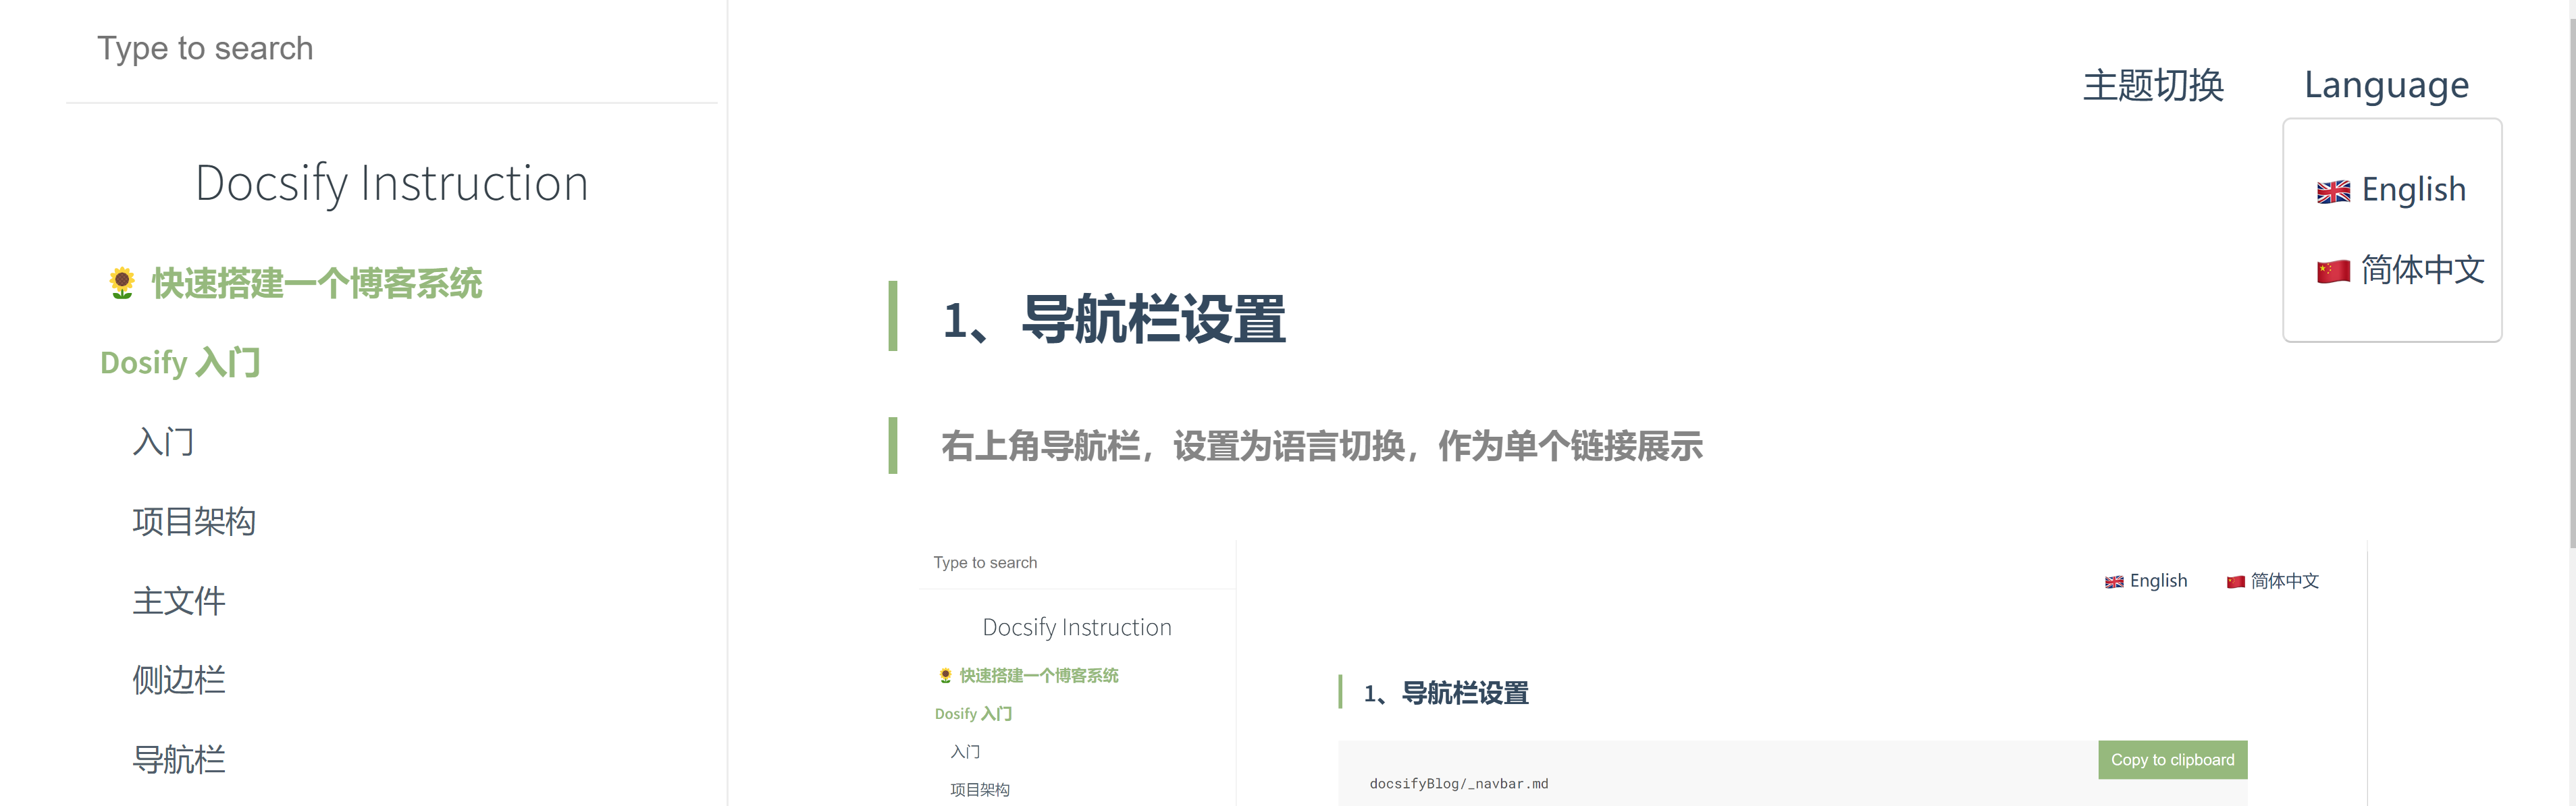 Type to search
Docsify Instruction
🌻 快速搭建一个博客系统
Dosify 入门
入门
项目架构
主文件
侧边栏
导航栏
主题切换 Language
🇬🇧 English
🇨🇳 简体中文
1、导航栏设置
右上角导航栏，设置为语言切换，作为单个链接展示
Type to search
Docsify Instruction
🌻 快速搭建一个博客系统
Dosify 入门
入门
项目架构
🇬🇧 English 🇨🇳 简体中文
1、导航栏设置
Copy to clipboard
docsifyBlog/_navbar.md